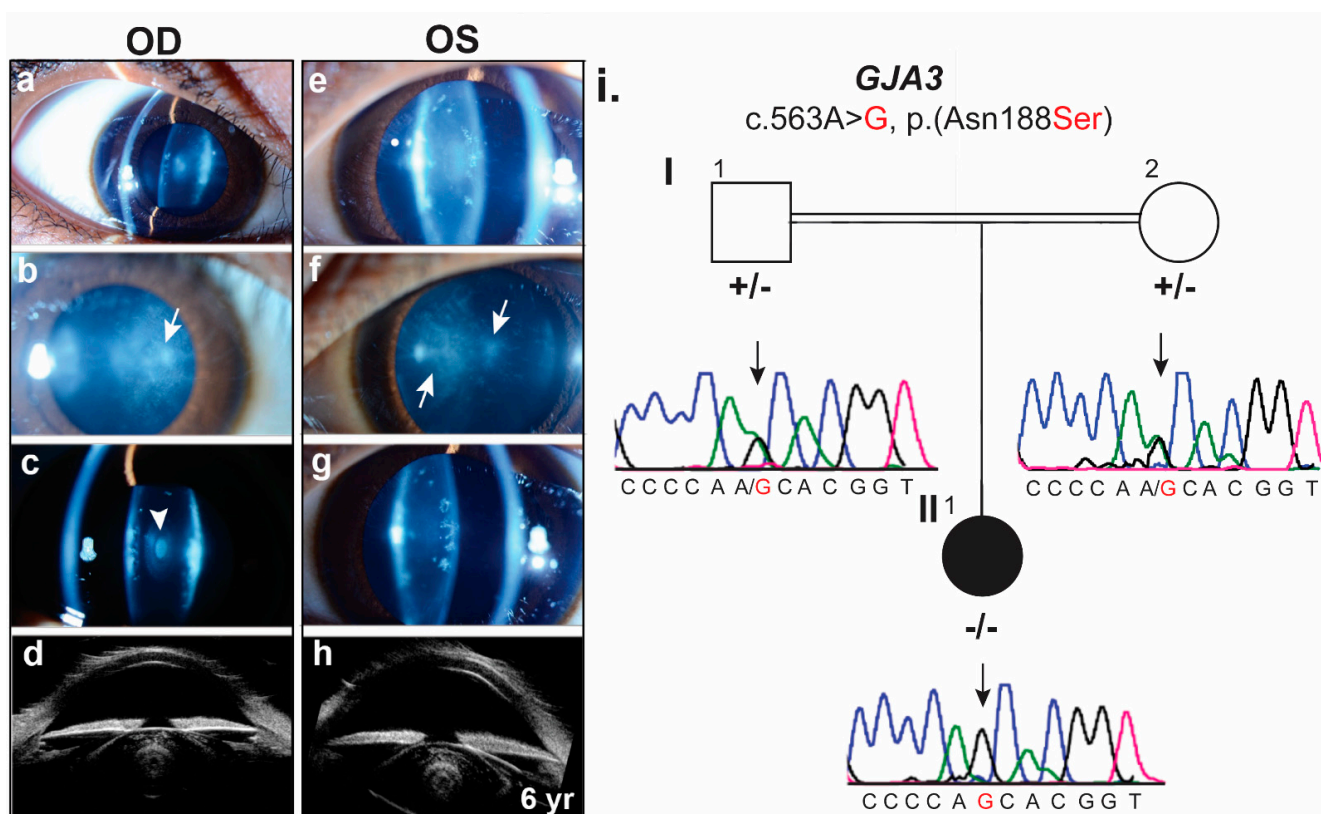 OD
OS
a
e
b
f
c
g
d
h
6 yr
i.
GJA3
c.563A>G, p.(Asn188Ser)
I
1
2
+/-
+/-
C C C C A A/G C A C G G T
C C C C A A/G C A C G G T
II
1
-/-
C C C C A G C A C G G T